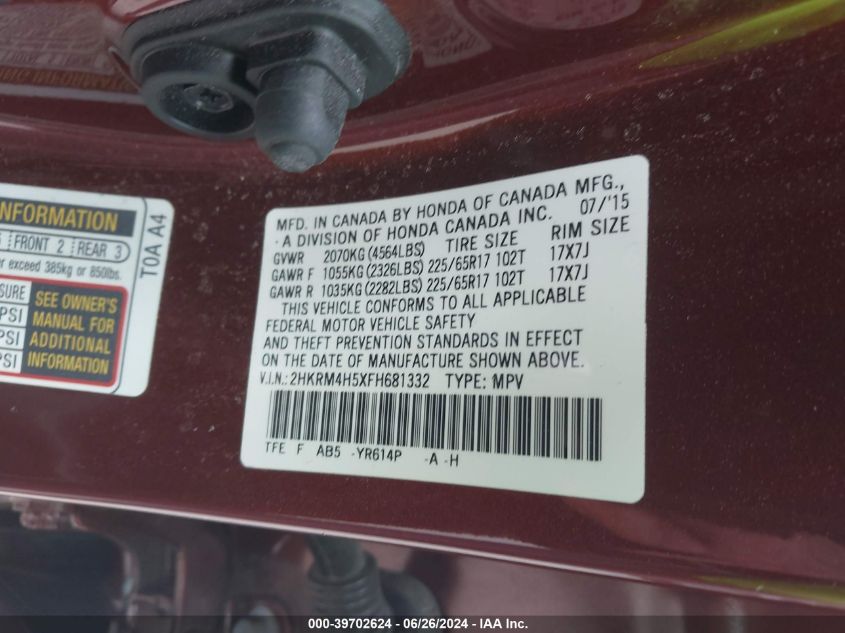 INFORMATION
FRONT 2 REAR 3
exceed 385kg or 850lbs.
PSI
PSI
PSI
SEE OWNER'S
MANUAL FOR
ADDITIONAL
INFORMATION
T0A A4
MFD. IN CANADA BY HONDA OF CANADA MFG.,
A DIVISION OF HONDA CANADA INC. 07/'15
GVWR 2070KG (4564LBS) TIRE SIZE RIM SIZE
GAWR F 1055KG (2326LBS) 225/65R17 102T 17X7J
GAWR R 1035KG (2282LBS) 225/65R17 102T 17X7J
THIS VEHICLE CONFORMS TO ALL APPLICABLE
FEDERAL MOTOR VEHICLE SAFETY
AND THEFT PREVENTION STANDARDS IN EFFECT
ON THE DATE OF MANUFACTURE SHOWN ABOVE.
V.I.N.: 2HKRM4H5XFH681332 TYPE: MPV
TFE F AB5 -YR614P -A -H
000-39702624 - 06/26/2024 - IAA Inc.